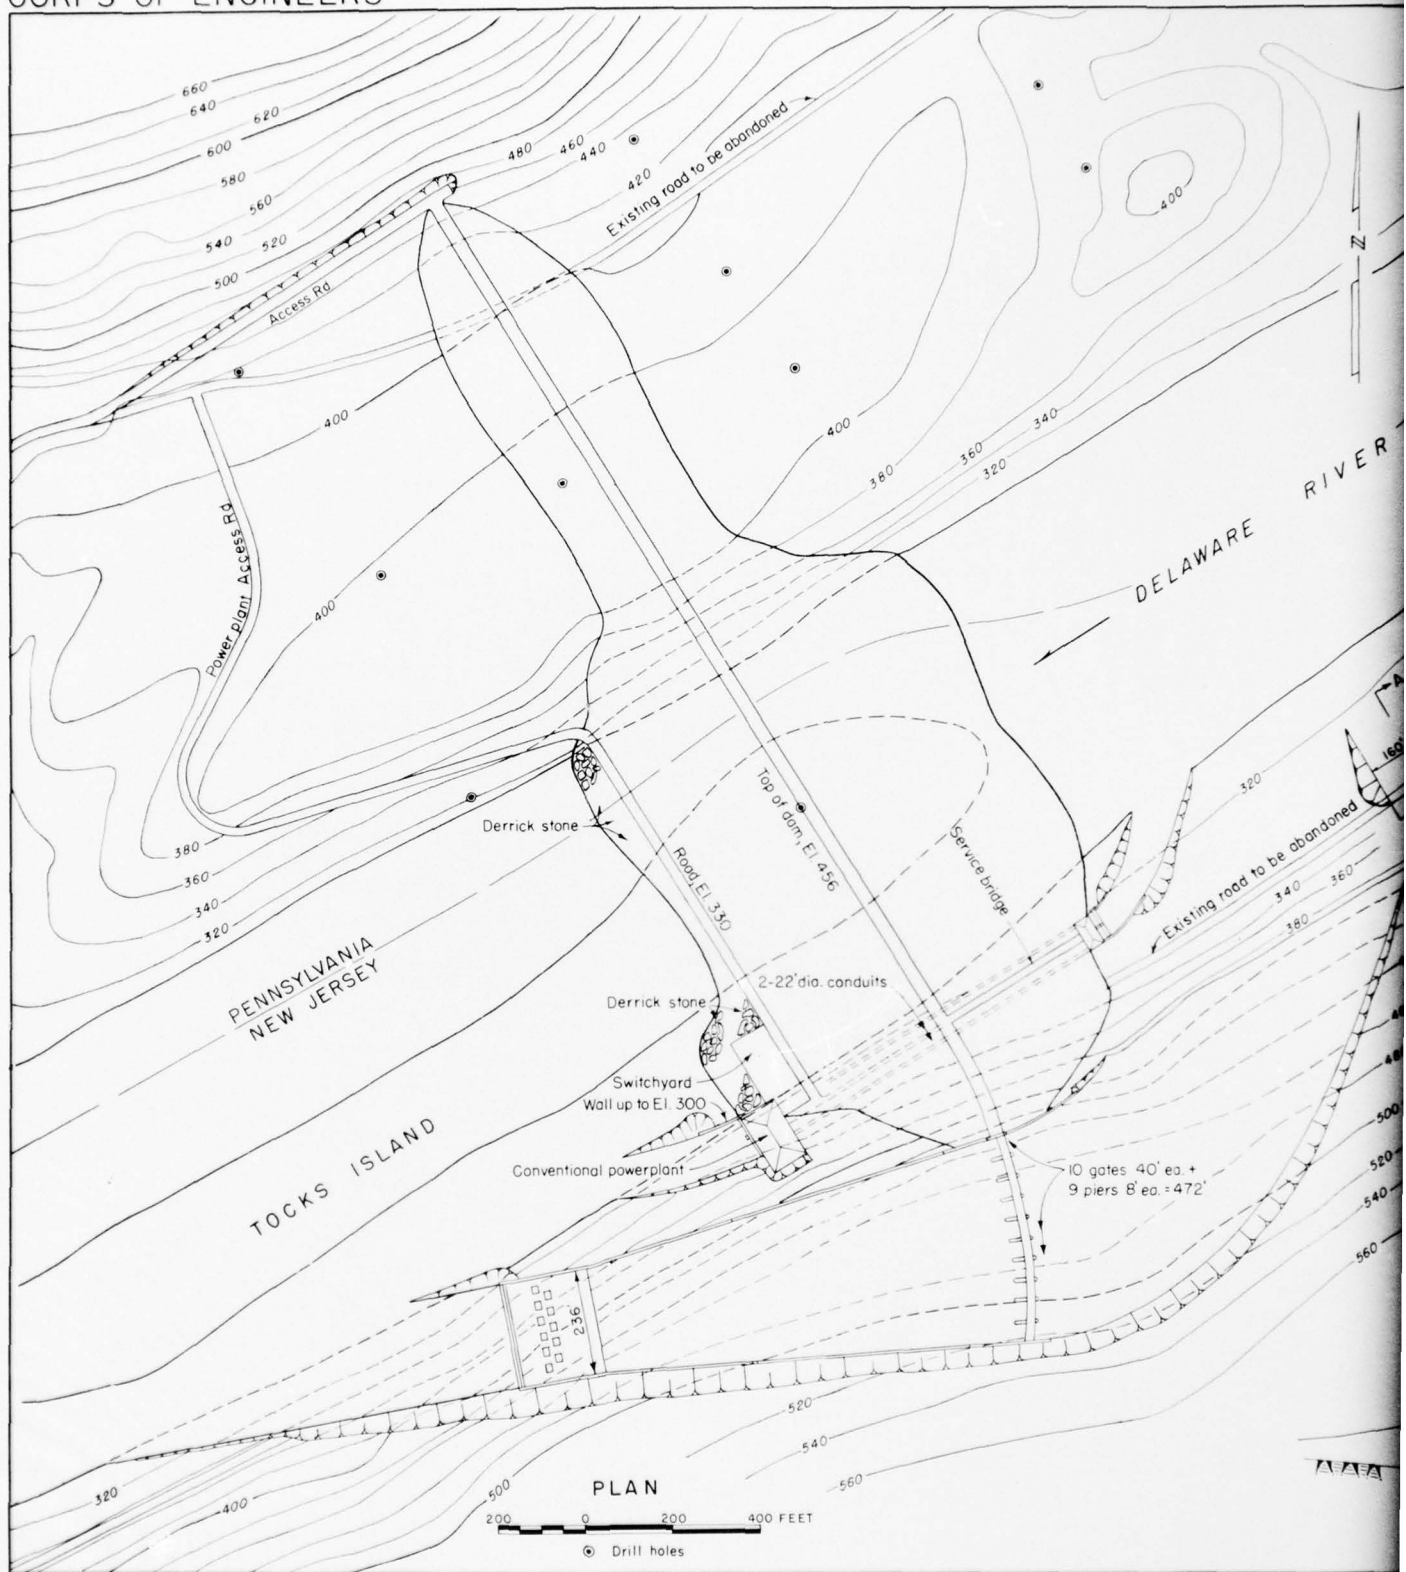 CORPS OF ENGINEERS
660
640
620
600
580
560
540
520
500
480
460
440
420
Existing road to be abandoned
400
N
Access Rd
400
400
380
360
340
320
DELAWARE RIVER
Power plant Access Rd
400
A
160'
320
Top of dam, El. 456
Service bridge
Existing road to be abandoned
340
360
380
Derrick stone
Road, El. 330
380
360
340
320
PENNSYLVANIA
NEW JERSEY
2-22' dia. conduits
Derrick stone
Switchyard
Wall up to El. 300
Conventional powerplant
TOCKS ISLAND
10 gates 40' ea. +
9 piers 8' ea. = 472'
500
520
540
560
236'
520
540
560
320
400
500
PLAN
200 0 200 400 FEET
Drill holes